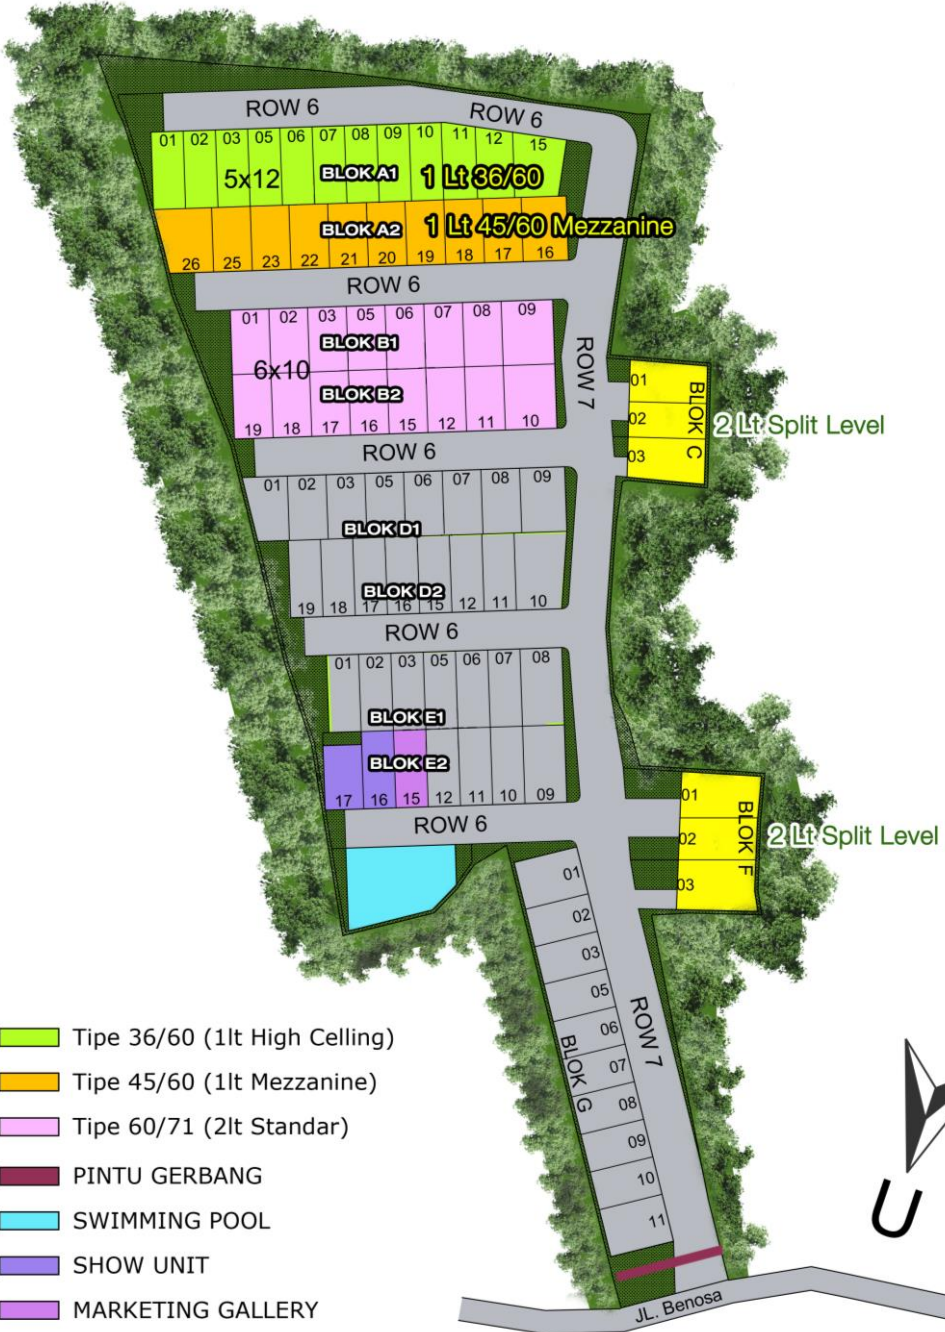 ROW 6
ROW 6
01 02 03 05 06 07 08 09 10 11 12 15
5x12
BLOK A1
1 Lt 36/60
BLOK A2
1 Lt 45/60 Mezzanine
26 25 23 22 21 20 19 18 17 16
ROW 6
01 02 03 05 06 07 08 09
BLOK B1
6x10
BLOK B2
19 18 17 16 15 12 11 10
ROW 7
01
02
03
BLOK C
2 Lt Split Level
ROW 6
01 02 03 05 06 07 08 09
BLOK D1
BLOK D2
19 18 17 16 15 12 11 10
ROW 6
01 02 03 05 06 07 08
BLOK E1
BLOK E2
17 16 15 12 11 10 09
ROW 6
01
02
03
BLOK F
2 Lt Split Level
01
02
03
05
06
07
08
09
10
11
BLOK G
ROW 7
Tipe 36/60 (1lt High Celling)
Tipe 45/60 (1lt Mezzanine)
Tipe 60/71 (2lt Standar)
PINTU GERBANG
SWIMMING POOL
SHOW UNIT
MARKETING GALLERY
U
JL. Benosa